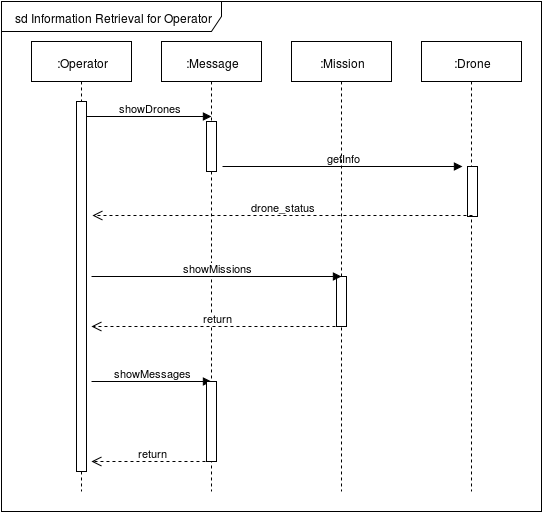 sd Information Retrieval for Operator
:Operator
:Message
:Mission
:Drone
showDrones
getInfo
drone_status
showMissions
return
showMessages
return